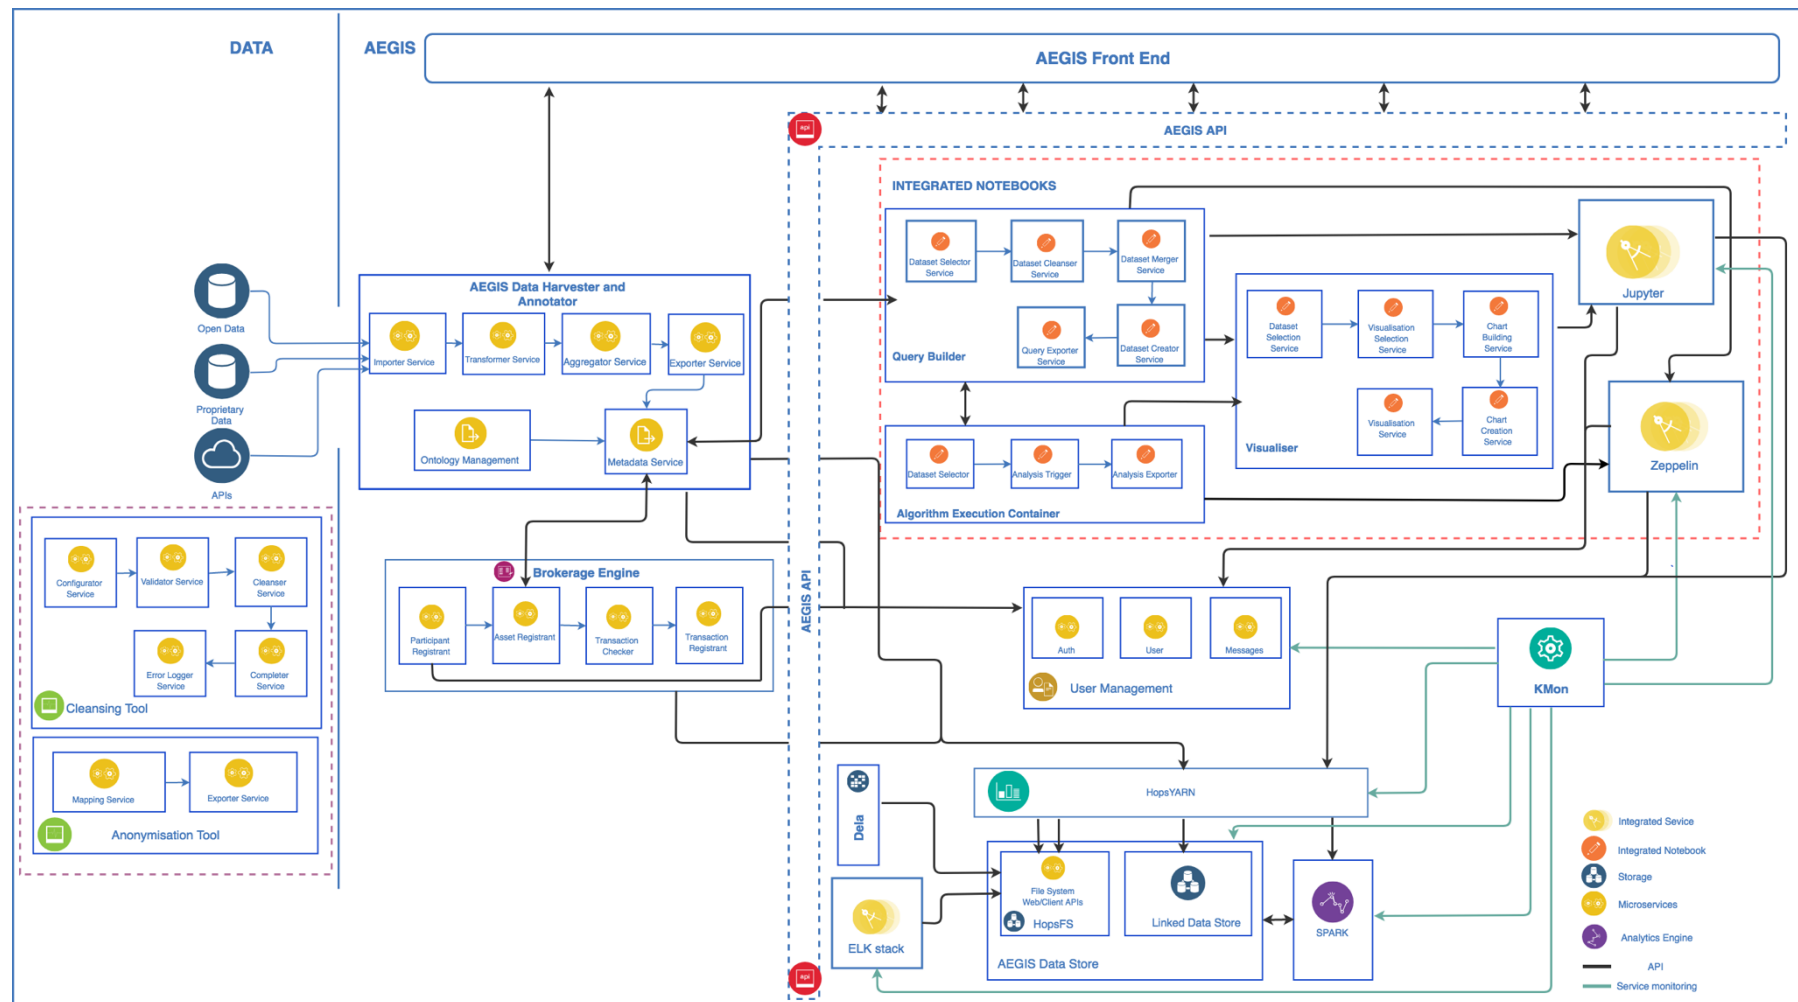 DATA
AEGIS
AEGIS Front End
api
AEGIS API
INTEGRATED NOTEBOOKS
Dataset Selector
Service
Dataset Cleanser
Service
Dataset Merger
Service
Query Exporter
Service
Dataset Creator
Service
Query Builder
Jupyter
Dataset
Selection
Service
Visualisation
Selection
Service
Chart
Building
Service
Visualisation
Service
Chart
Creation
Service
Visualiser
Zeppelin
Dataset Selector
Analysis Trigger
Analysis Exporter
Algorithm Execution Container
Open Data
Proprietary
Data
APIs
AEGIS Data Harvester and
Annotator
Importer Service
Transformer Service
Aggregator Service
Exporter Service
Ontology Management
Metadata Service
Configurator
Service
Validator Service
Cleanser
Service
Error Logger
Service
Completer
Service
Cleansing Tool
Mapping Service
Exporter Service
Anonymisation Tool
Brokerage Engine
Participant
Registrant
Asset Registrant
Transaction
Checker
Transaction
Registrant
AEGIS API
Auth
User
Messages
User Management
KMon
HopsYARN
Dela
File System
Web/Client APIs
HopsFS
Linked Data Store
AEGIS Data Store
SPARK
ELK stack
api
Integrated Sevice
Integrated Notebook
Storage
Microservices
Analytics Engine
API
Service monitoring